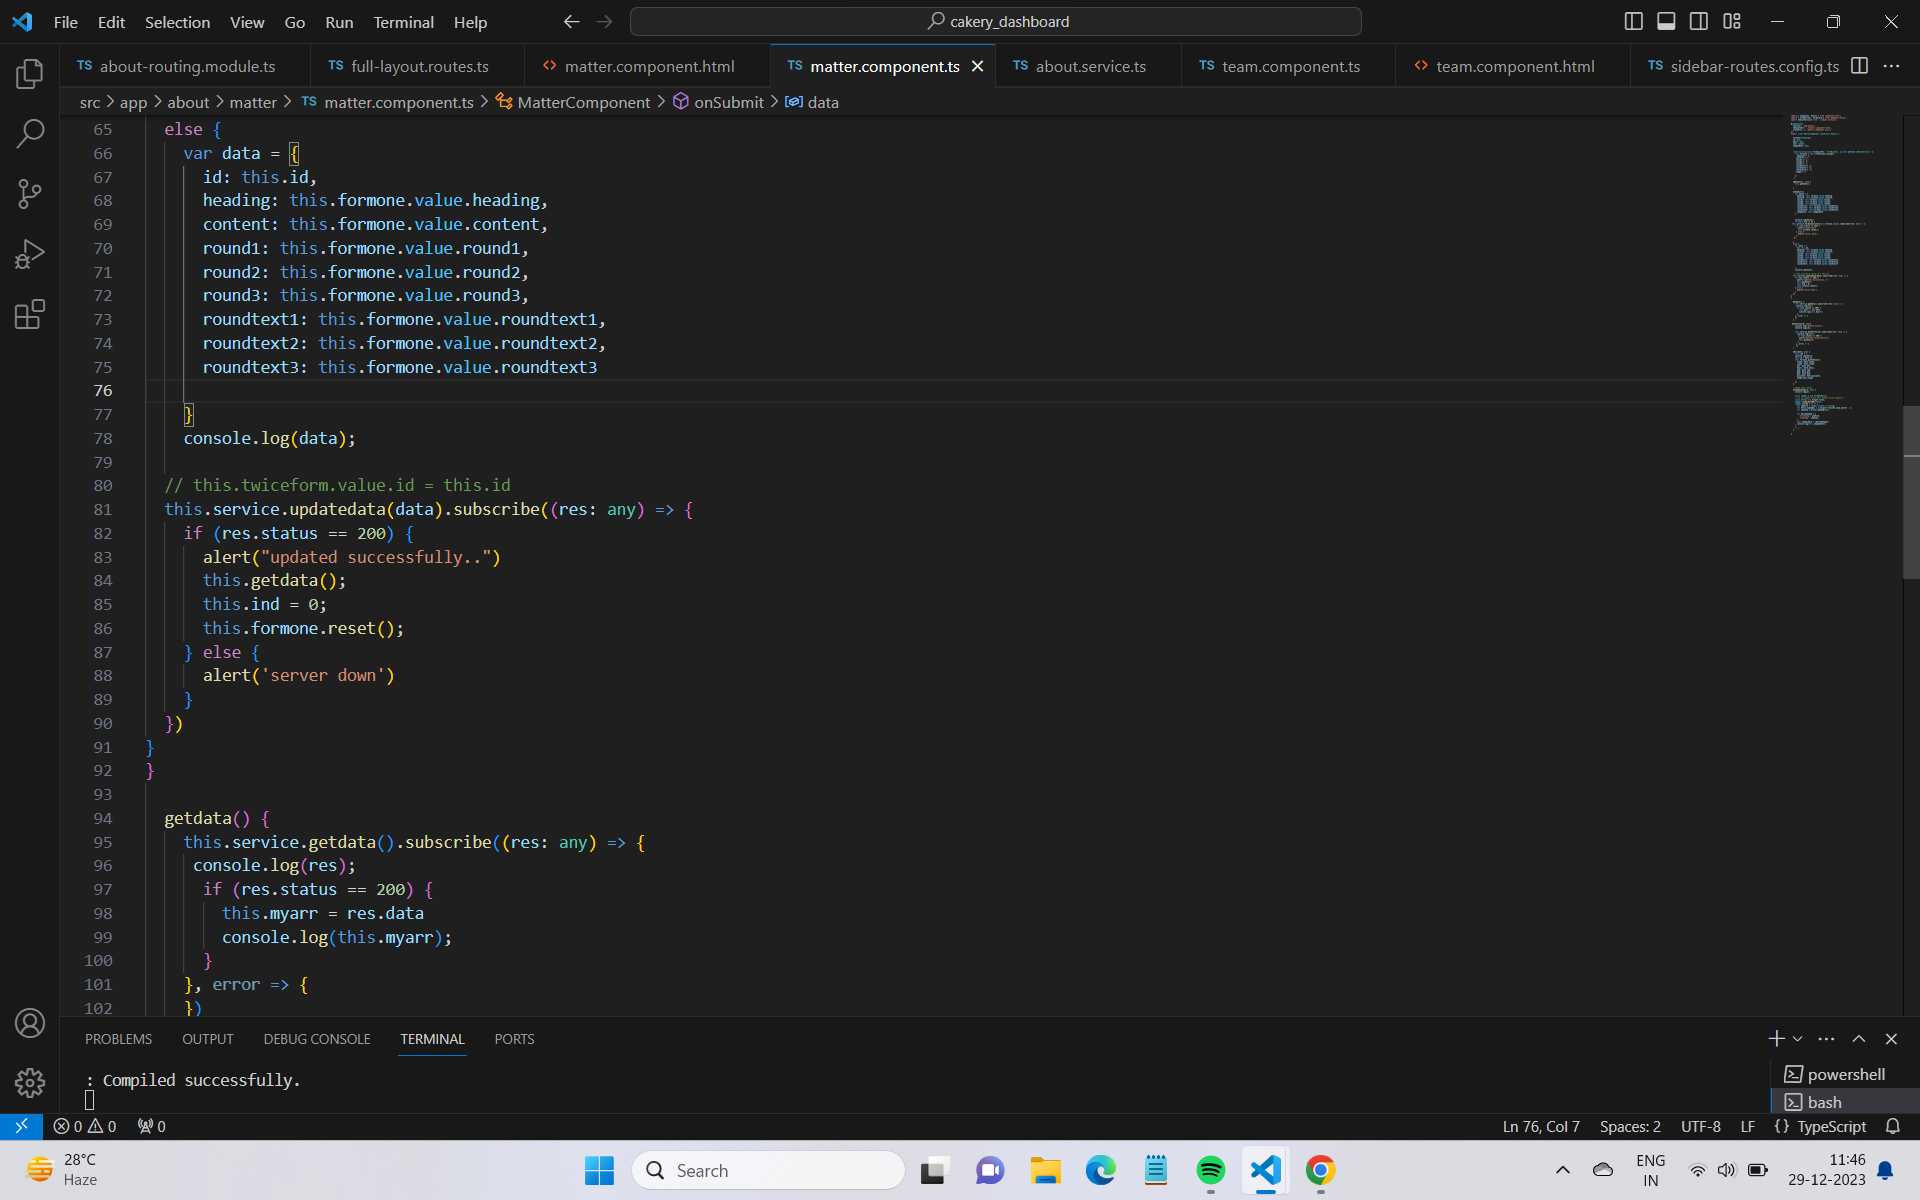 File Edit Selection View Go Run Terminal Help
cakery_dashboard
TS about-routing.module.ts TS full-layout.routes.ts <> matter.component.html TS matter.component.ts TS about.service.ts TS team.component.ts <> team.component.html TS sidebar-routes.config.ts
src > app > about > matter > TS matter.component.ts > MatterComponent > onSubmit > data
65 else {
66 var data = {
67 id: this.id,
68 heading: this.formone.value.heading,
69 content: this.formone.value.content,
70 round1: this.formone.value.round1,
71 round2: this.formone.value.round2,
72 round3: this.formone.value.round3,
73 roundtext1: this.formone.value.roundtext1,
74 roundtext2: this.formone.value.roundtext2,
75 roundtext3: this.formone.value.roundtext3
76
77 }
78 console.log(data);
79
80 // this.twiceform.value.id = this.id
81 this.service.updatedata(data).subscribe((res: any) => {
82 if (res.status == 200) {
83 alert("updated successfully..")
84 this.getdata();
85 this.ind = 0;
86 this.formone.reset();
87 } else {
88 alert('server down')
89 }
90 })
91 }
92 }
93
94 getdata() {
95 this.service.getdata().subscribe((res: any) => {
96 console.log(res);
97 if (res.status == 200) {
98 this.myarr = res.data
99 console.log(this.myarr);
100 }
101 }, error => {
102 })
PROBLEMS OUTPUT DEBUG CONSOLE TERMINAL PORTS
: Compiled successfully.
powershell
bash
0 0 0
Ln 76, Col 7 Spaces: 2 UTF-8 LF {} TypeScript
28°C
Haze
Search
ENG
IN
11:46
29-12-2023